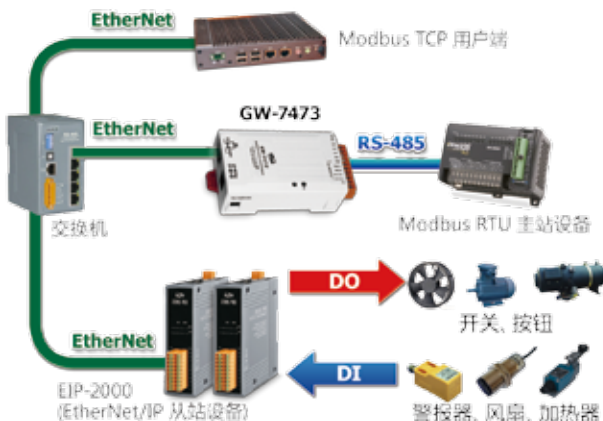 EtherNet
Modbus TCP 用户端
GW-7473
EtherNet
RS-485
交换机
Modbus RTU 主站设备
DO
开关、按钮
EtherNet
DI
EIP-2000
(EtherNet/IP 从站设备)
警报器、风扇、加热器